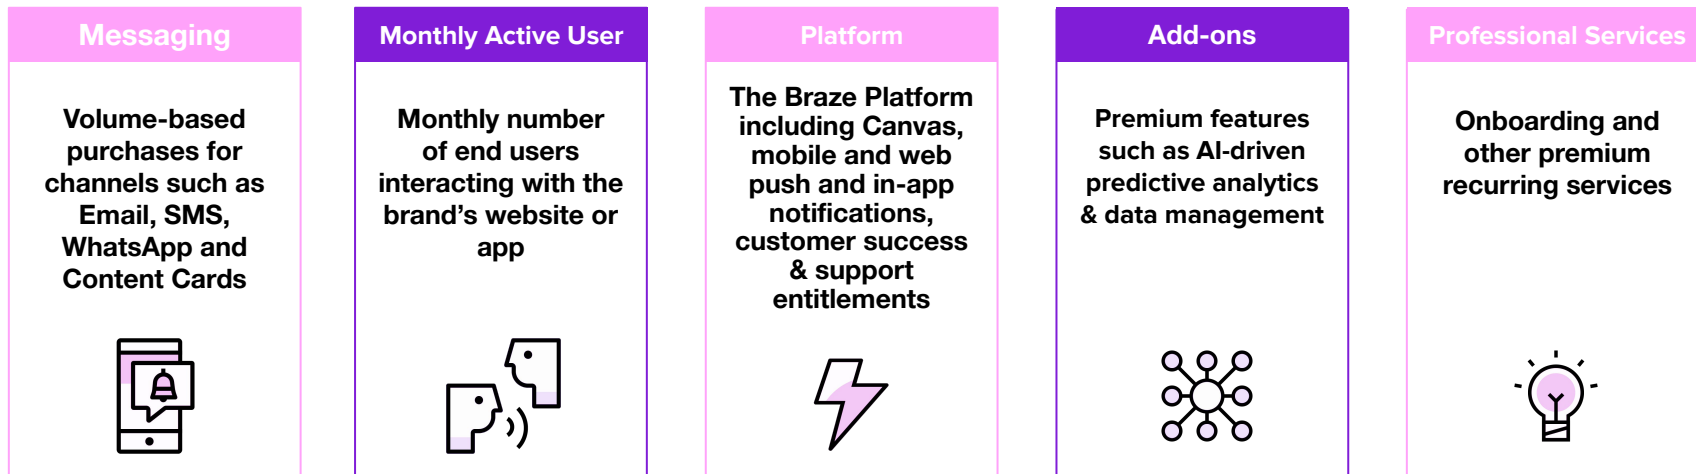 Messaging
Volume-based
purchases for
channels such as
Email, SMS,
WhatsApp and
Content Cards
Monthly Active User
Monthly number
of end users
interacting with the
brand’s website or
app
Platform
The Braze Platform
including Canvas,
mobile and web
push and in-app
notifications,
customer success
& support
entitlements
Add-ons
Premium features
such as AI-driven
predictive analytics
& data management
Professional Services
Onboarding and
other premium
recurring services